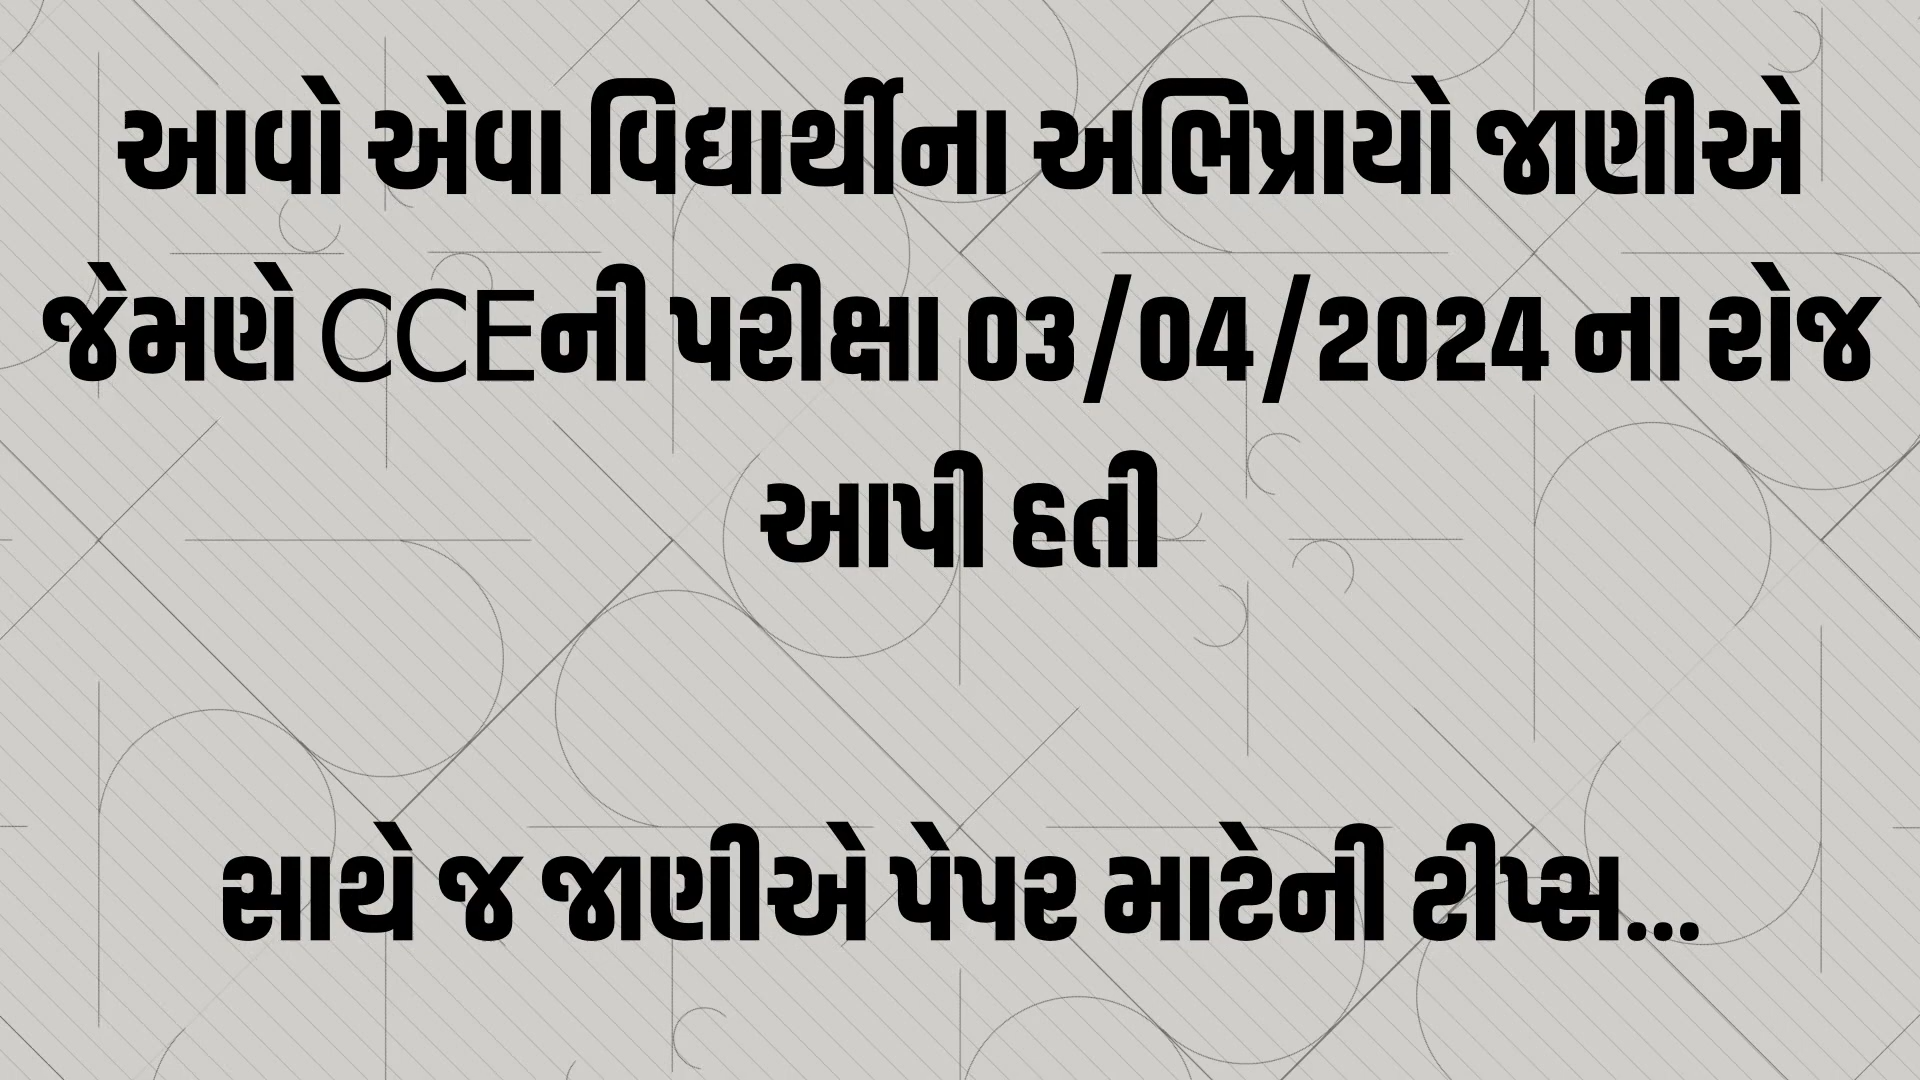 આવો એવા વિદ્યાર્થીના અભિપ્રાયો જાણીએ
જેમણે CCEની પરીક્ષા 03/04/2024 ના રોજ
આપી હતી
સાથે જ જાણીએ પેપર માટેની ટીપ્સ...